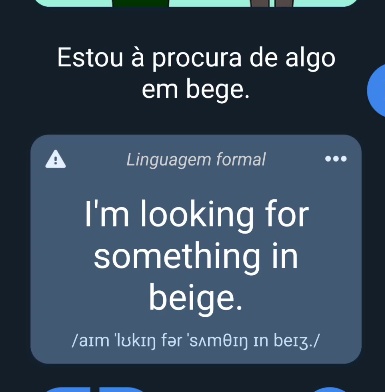 Estou à procura de algo
em bege.
Linguagem formal
I'm looking for
something in
beige.
/aɪm ˈlʊkɪŋ fər ˈsʌmθɪŋ ɪn beɪʒ./